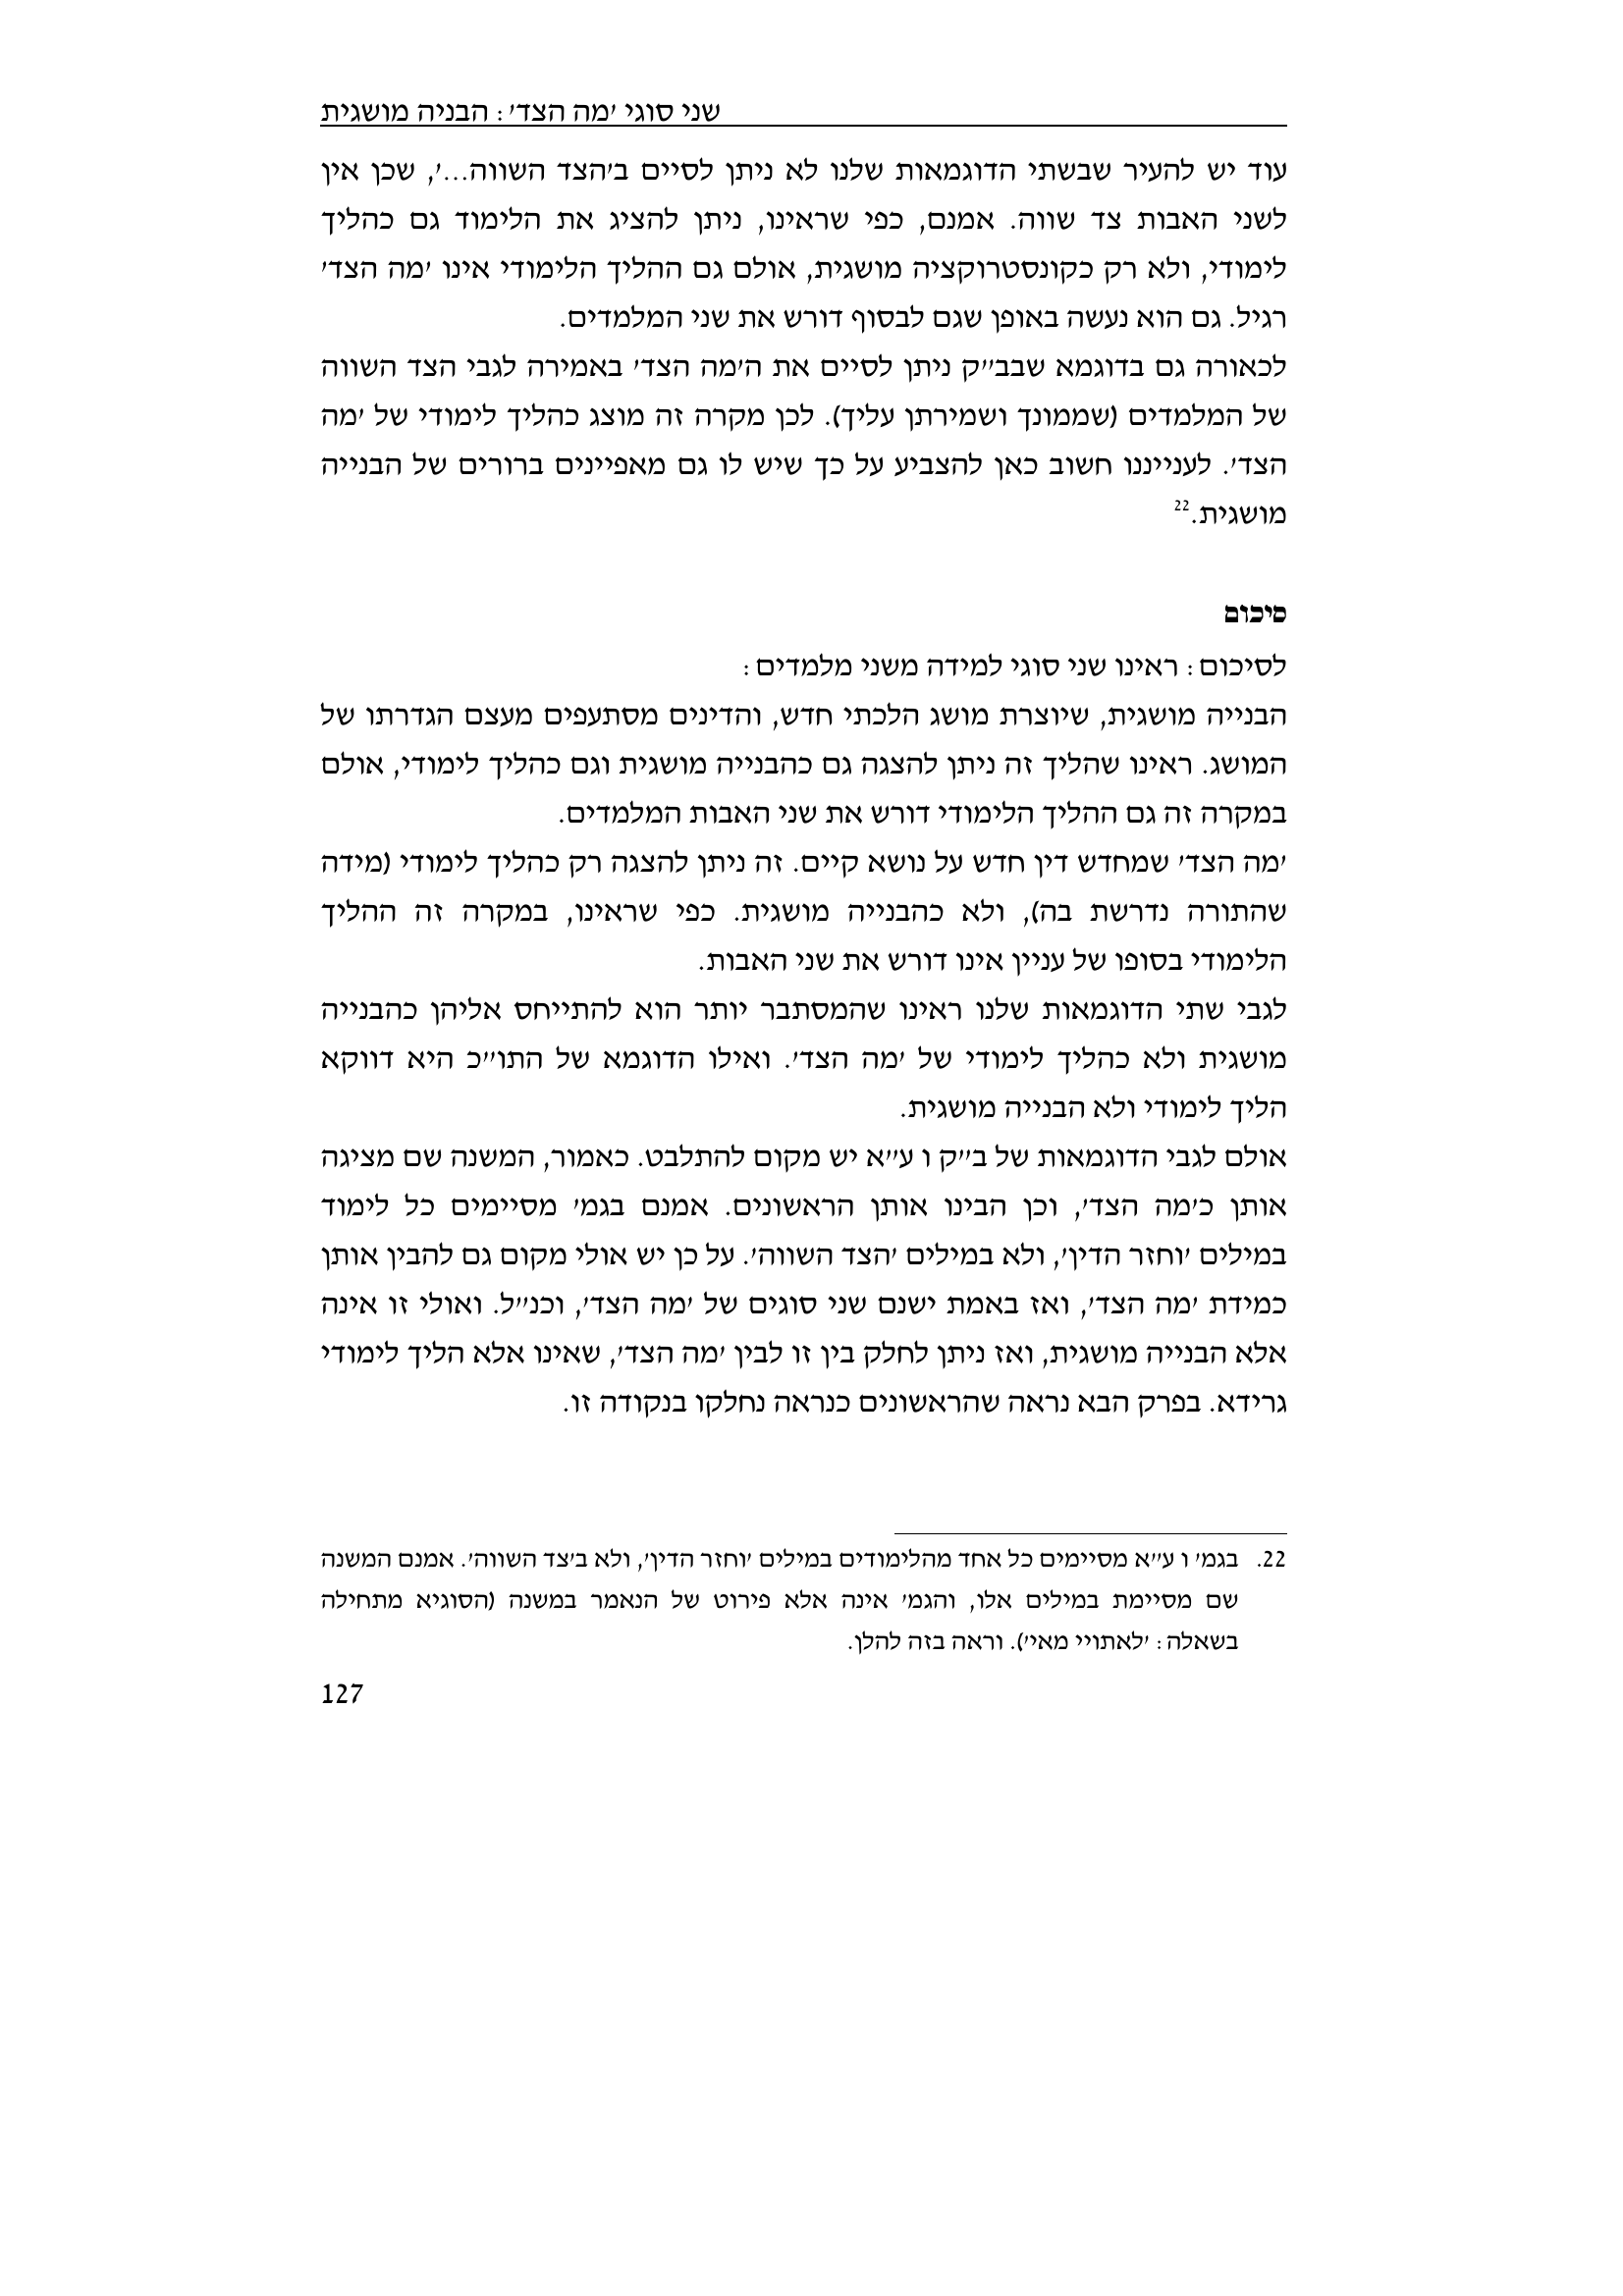 שני סוגי 'מה הצד': הבניה מושגית
עוד יש להעיר שבשתי הדוגמאות שלנו לא ניתן לסיים ב'הצד השווה...', שכן אין
לשני האבות צד שווה. אמנם, כפי שראינו, ניתן להציג את הלימוד גם כהליך
לימודי, ולא רק כקונסטרוקציה מושגית, אולם גם ההליך הלימודי אינו 'מה הצד'
רגיל. גם הוא נעשה באופן שגם לבסוף דורש את שני המלמדים.
לכאורה גם בדוגמא שבב"ק ניתן לסיים את ה'מה הצד' באמירה לגבי הצד השווה
של המלמדים (שממונך ושמירתן עליך). לכן מקרה זה מוצג כהליך לימודי של 'מה
הצד'. לענייננו חשוב כאן להצביע על כך שיש לו גם מאפיינים ברורים של הבנייה
מושגית.22
סיכום
לסיכום: ראינו שני סוגי למידה משני מלמדים:
הבנייה מושגית, שיוצרת מושג הלכתי חדש, והדינים מסתעפים מעצם הגדרתו של
המושג. ראינו שהליך זה ניתן להצגה גם כהבנייה מושגית וגם כהליך לימודי, אולם
במקרה זה גם ההליך הלימודי דורש את שני האבות המלמדים.
'מה הצד' שמחדש דין חדש על נושא קיים. זה ניתן להצגה רק כהליך לימודי (מידה
שהתורה נדרשת בה), ולא כהבנייה מושגית. כפי שראינו, במקרה זה ההליך
הלימודי בסופו של עניין אינו דורש את שני האבות.
לגבי שתי הדוגמאות שלנו ראינו שהמסתבר יותר הוא להתייחס אליהן כהבנייה
מושגית ולא כהליך לימודי של 'מה הצד'. ואילו הדוגמא של התו"כ היא דווקא
הליך לימודי ולא הבנייה מושגית.
אולם לגבי הדוגמאות של ב"ק ו ע"א יש מקום להתלבט. כאמור, המשנה שם מציגה
אותן כ'מה הצד', וכן הבינו אותן הראשונים. אמנם בגמ' מסיימים כל לימוד
במילים 'וחזר הדין', ולא במילים 'הצד השווה'. על כן יש אולי מקום גם להבין אותן
כמידת 'מה הצד', ואז באמת ישנם שני סוגים של 'מה הצד', וכנ"ל. ואולי זו אינה
אלא הבנייה מושגית, ואז ניתן לחלק בין זו לבין 'מה הצד', שאינו אלא הליך לימודי
גרידא. בפרק הבא נראה שהראשונים כנראה נחלקו בנקודה זו.
22. בגמ' ו ע"א מסיימים כל אחד מהלימודים במילים 'וחזר הדין', ולא ב'צד השווה'. אמנם המשנה
שם מסיימת במילים אלו, והגמ' אינה אלא פירוט של הנאמר במשנה (הסוגיא מתחילה
בשאלה: 'לאתויי מאי'). וראה בזה להלן.
127